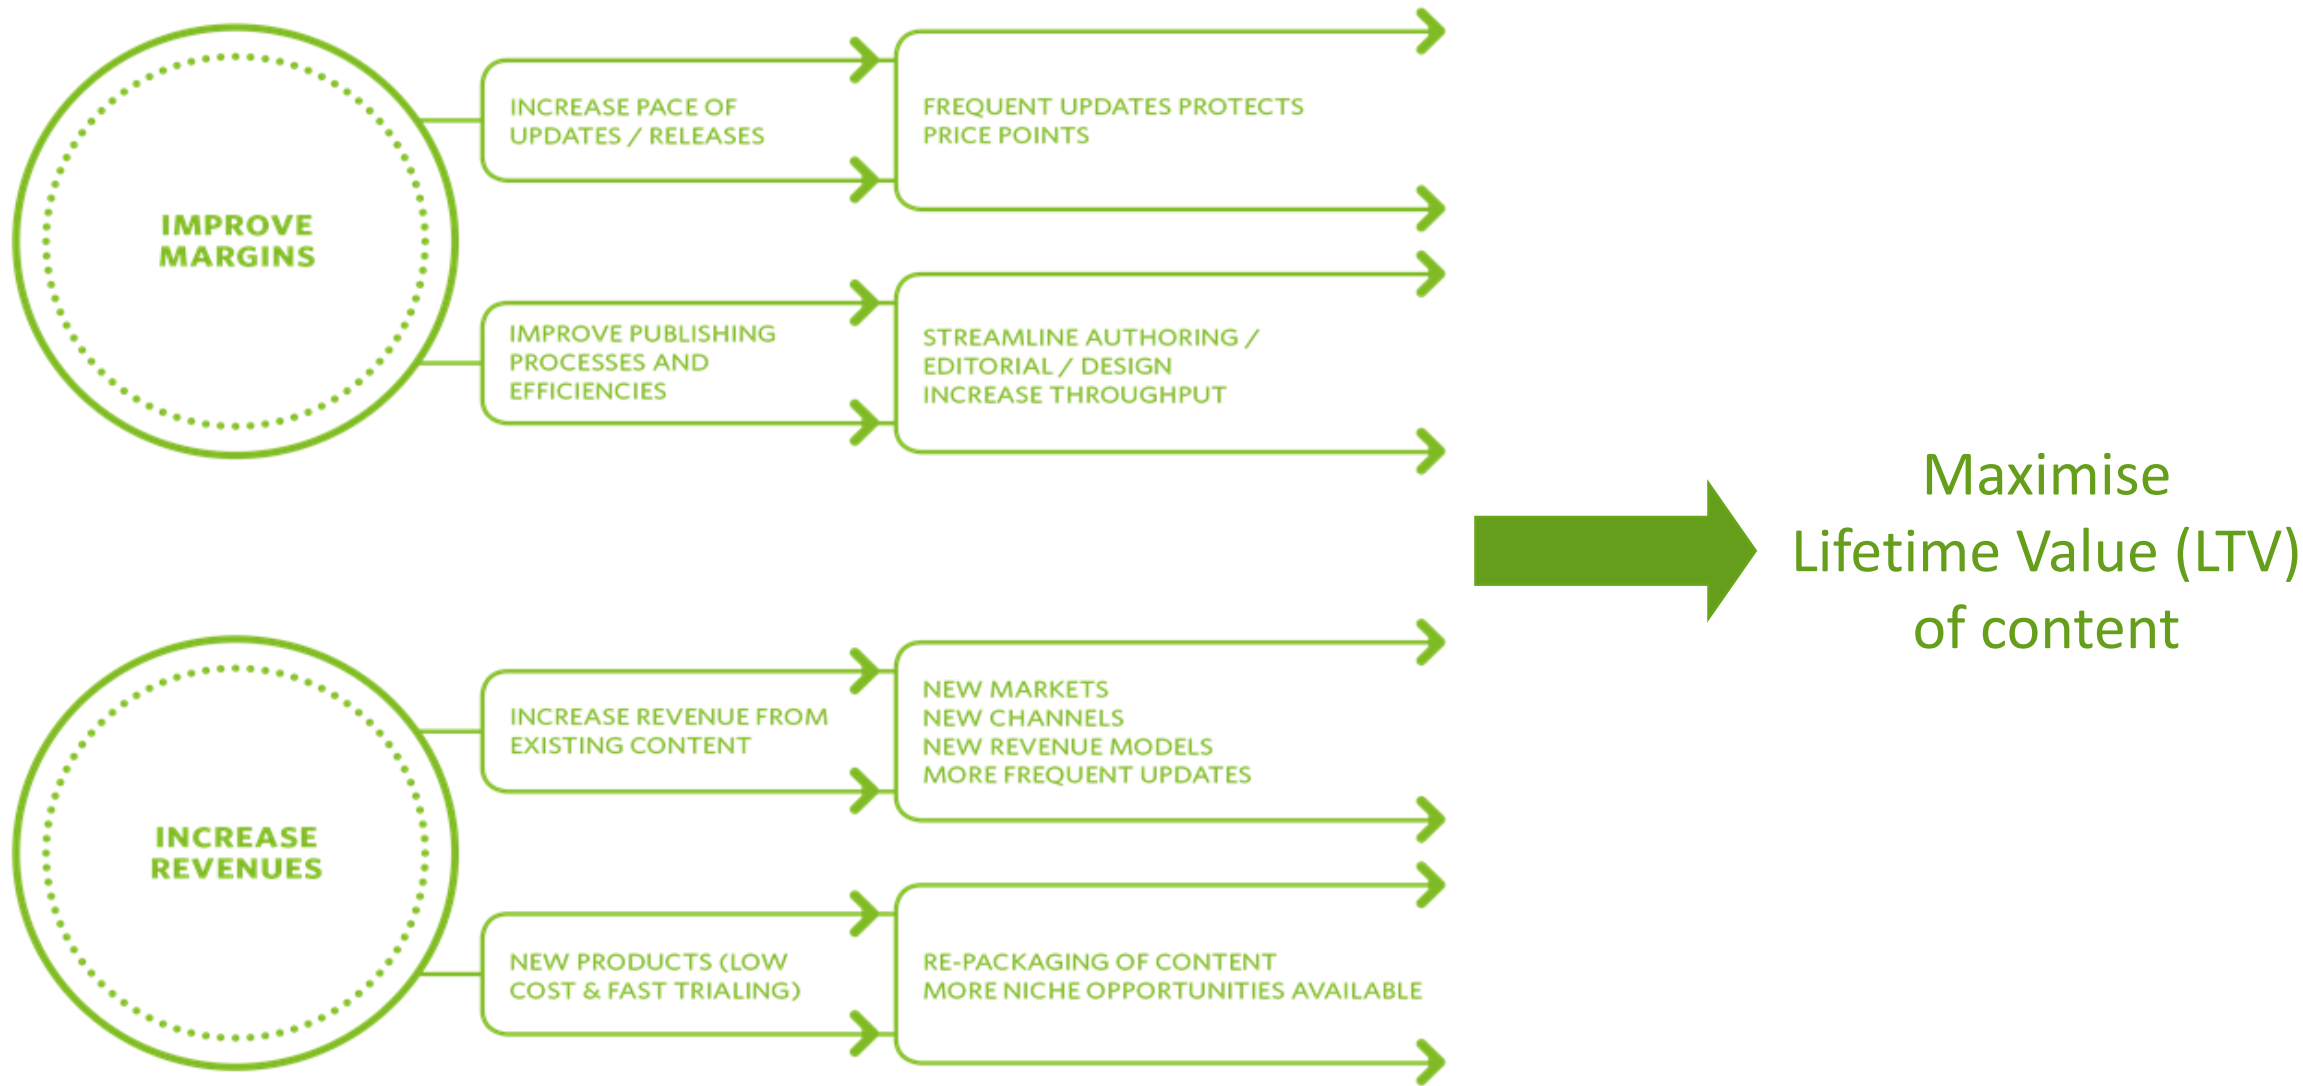 IMPROVE
MARGINS
INCREASE PACE OF
UPDATES / RELEASES
FREQUENT UPDATES PROTECTS
PRICE POINTS
IMPROVE PUBLISHING
PROCESSES AND
EFFICIENCIES
STREAMLINE AUTHORING /
EDITORIAL / DESIGN
INCREASE THROUGHPUT
INCREASE
REVENUES
INCREASE REVENUE FROM
EXISTING CONTENT
NEW MARKETS
NEW CHANNELS
NEW REVENUE MODELS
MORE FREQUENT UPDATES
NEW PRODUCTS (LOW
COST & FAST TRIALING)
RE-PACKAGING OF CONTENT
MORE NICHE OPPORTUNITIES AVAILABLE
Maximise
Lifetime Value (LTV)
of content